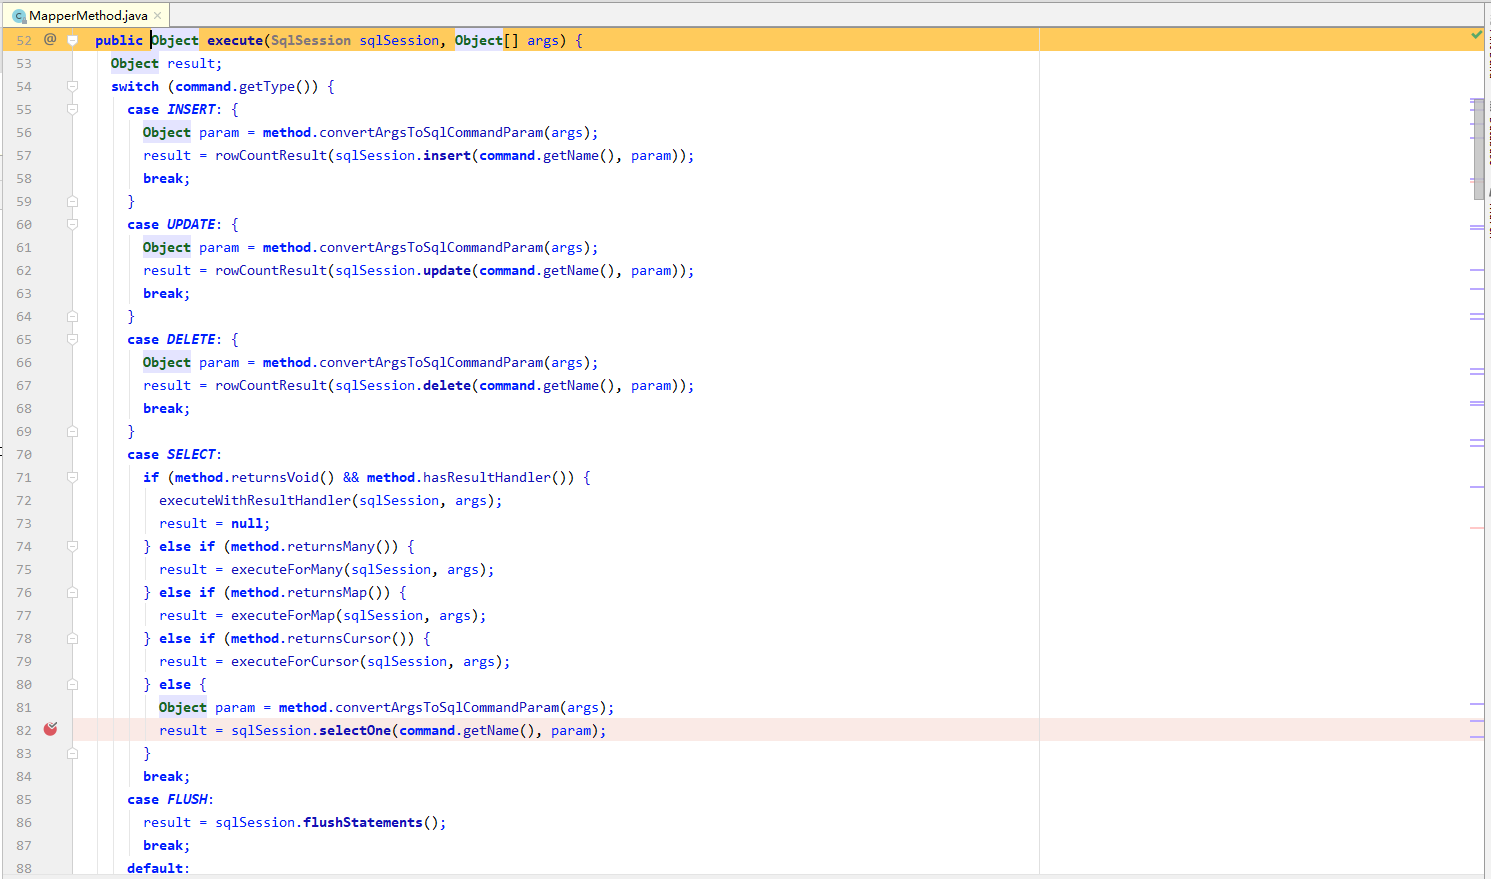 MapperMethod.java
52 @ public Object execute(SqlSession sqlSession, Object[] args) {
53 Object result;
54 switch (command.getType()) {
55 case INSERT: {
56 Object param = method.convertArgsToSqlCommandParam(args);
57 result = rowCountResult(sqlSession.insert(command.getName(), param));
58 break;
59 }
60 case UPDATE: {
61 Object param = method.convertArgsToSqlCommandParam(args);
62 result = rowCountResult(sqlSession.update(command.getName(), param));
63 break;
64 }
65 case DELETE: {
66 Object param = method.convertArgsToSqlCommandParam(args);
67 result = rowCountResult(sqlSession.delete(command.getName(), param));
68 break;
69 }
70 case SELECT:
71 if (method.returnsVoid() && method.hasResultHandler()) {
72 executeWithResultHandler(sqlSession, args);
73 result = null;
74 } else if (method.returnsMany()) {
75 result = executeForMany(sqlSession, args);
76 } else if (method.returnsMap()) {
77 result = executeForMap(sqlSession, args);
78 } else if (method.returnsCursor()) {
79 result = executeForCursor(sqlSession, args);
80 } else {
81 Object param = method.convertArgsToSqlCommandParam(args);
82 result = sqlSession.selectOne(command.getName(), param);
83 }
84 break;
85 case FLUSH:
86 result = sqlSession.flushStatements();
87 break;
88 default: